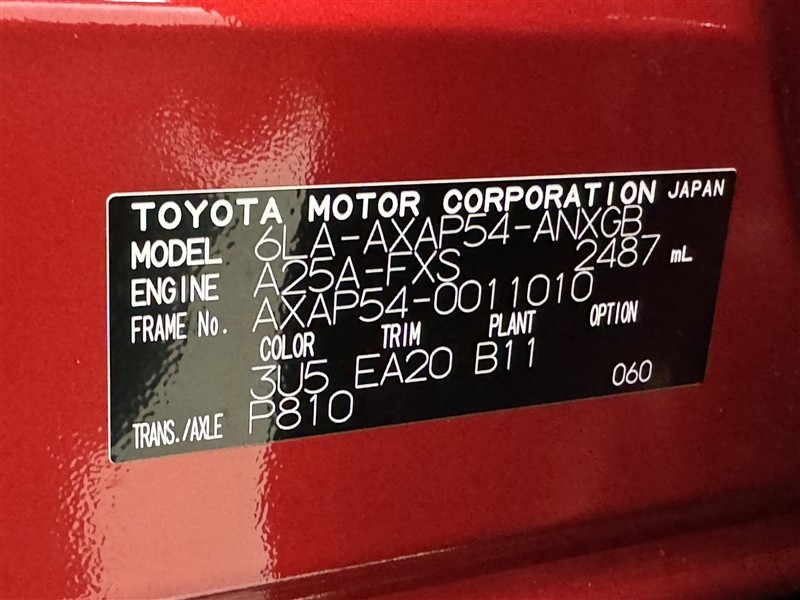 TOYOTA MOTOR CORPORATION JAPAN
MODEL 6LA-AXAP54-ANXGB
ENGINE A25A-FXS 2487 mL
FRAME No. AXAP54-0011010
COLOR TRIM PLANT OPTION
3U5 EA20 B11
TRANS./AXLE P810 060